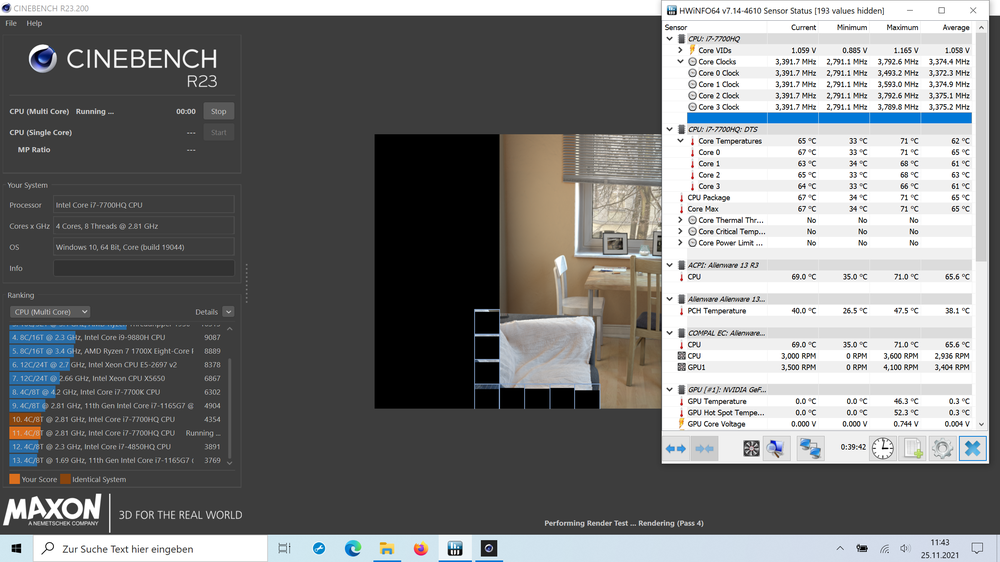 CINEBENCH R23.200
File Help
CINEBENCH
R23
CPU (Multi Core) Running ... 00:00 Stop
CPU (Single Core) --- Start
MP Ratio ---
Your System
Processor Intel Core i7-7700HQ CPU
Cores x GHz 4 Cores, 8 Threads @ 2.81 GHz
OS Windows 10, 64 Bit, Core (build 19044)
Info
Ranking
CPU (Multi Core) Details
4. 8C/16T @ 2.3 GHz, Intel Core i9-9880H CPU 9087
5. 8C/16T @ 3.4 GHz, AMD Ryzen 7 1700X Eight-Core P 8889
6. 12C/24T @ 2.7 GHz, Intel Xeon CPU E5-2697 v2 8378
7. 12C/24T @ 2.66 GHz, Intel Xeon CPU X5650 6867
8. 4C/8T @ 4.2 GHz, Intel Core i7-7700K CPU 6302
9. 4C/8T @ 2.81 GHz, 11th Gen Intel Core i7-1165G7 @ 4904
10. 4C/8T @ 2.81 GHz, Intel Core i7-7700HQ CPU 4354
11. 4C/8T @ 2.81 GHz, Intel Core i7-7700HQ CPU Running ...
12. 4C/8T @ 2.3 GHz, Intel Core i7-4850HQ CPU 3891
13. 4C/8T @ 1.69 GHz, 11th Gen Intel Core i7-1165G7 @ 3769
Your Score Identical System
MAXON
A NEMETSCHEK COMPANY
3D FOR THE REAL WORLD
Performing Render Test ... Rendering (Pass 4)
HWiNFO64 v7.14-4610 Sensor Status [193 values hidden]
Sensor Current Minimum Maximum Average
CPU: i7-7700HQ
Core VIDs 1.059 V 0.885 V 1.165 V 1.058 V
Core Clocks 3,391.7 MHz 2,791.1 MHz 3,792.6 MHz 3,374.4 MHz
Core 0 Clock 3,391.7 MHz 2,791.1 MHz 3,493.2 MHz 3,372.3 MHz
Core 1 Clock 3,391.7 MHz 2,791.1 MHz 3,593.0 MHz 3,374.9 MHz
Core 2 Clock 3,391.7 MHz 2,791.1 MHz 3,792.6 MHz 3,375.1 MHz
Core 3 Clock 3,391.7 MHz 2,791.1 MHz 3,789.8 MHz 3,375.2 MHz
CPU: i7-7700HQ: DTS
Core Temperatures 65 °C 33 °C 71 °C 62 °C
Core 0 67 °C 33 °C 71 °C 65 °C
Core 1 63 °C 34 °C 68 °C 61 °C
Core 2 65 °C 33 °C 68 °C 63 °C
Core 3 64 °C 33 °C 66 °C 61 °C
CPU Package 67 °C 34 °C 71 °C 65 °C
Core Max 67 °C 34 °C 71 °C 65 °C
Core Thermal Thr... No No No
Core Critical Temp... No No No
Core Power Limit ... No No No
ACPI: Alienware 13 R3
CPU 69.0 °C 35.0 °C 71.0 °C 65.6 °C
Alienware Alienware 13...
PCH Temperature 40.0 °C 26.5 °C 47.5 °C 38.1 °C
COMPAL EC: Alienware...
CPU 69.0 °C 35.0 °C 71.0 °C 65.6 °C
CPU 3,000 RPM 0 RPM 3,600 RPM 2,936 RPM
GPU1 3,500 RPM 0 RPM 4,100 RPM 3,404 RPM
GPU [#1]: NVIDIA GeF...
GPU Temperature 0.0 °C 0.0 °C 46.3 °C 0.3 °C
GPU Hot Spot Tempe... 0.0 °C 0.0 °C 52.3 °C 0.3 °C
GPU Core Voltage 0.000 V 0.000 V 0.744 V 0.004 V
0:39:42
Zur Suche Text hier eingeben
11:43
25.11.2021